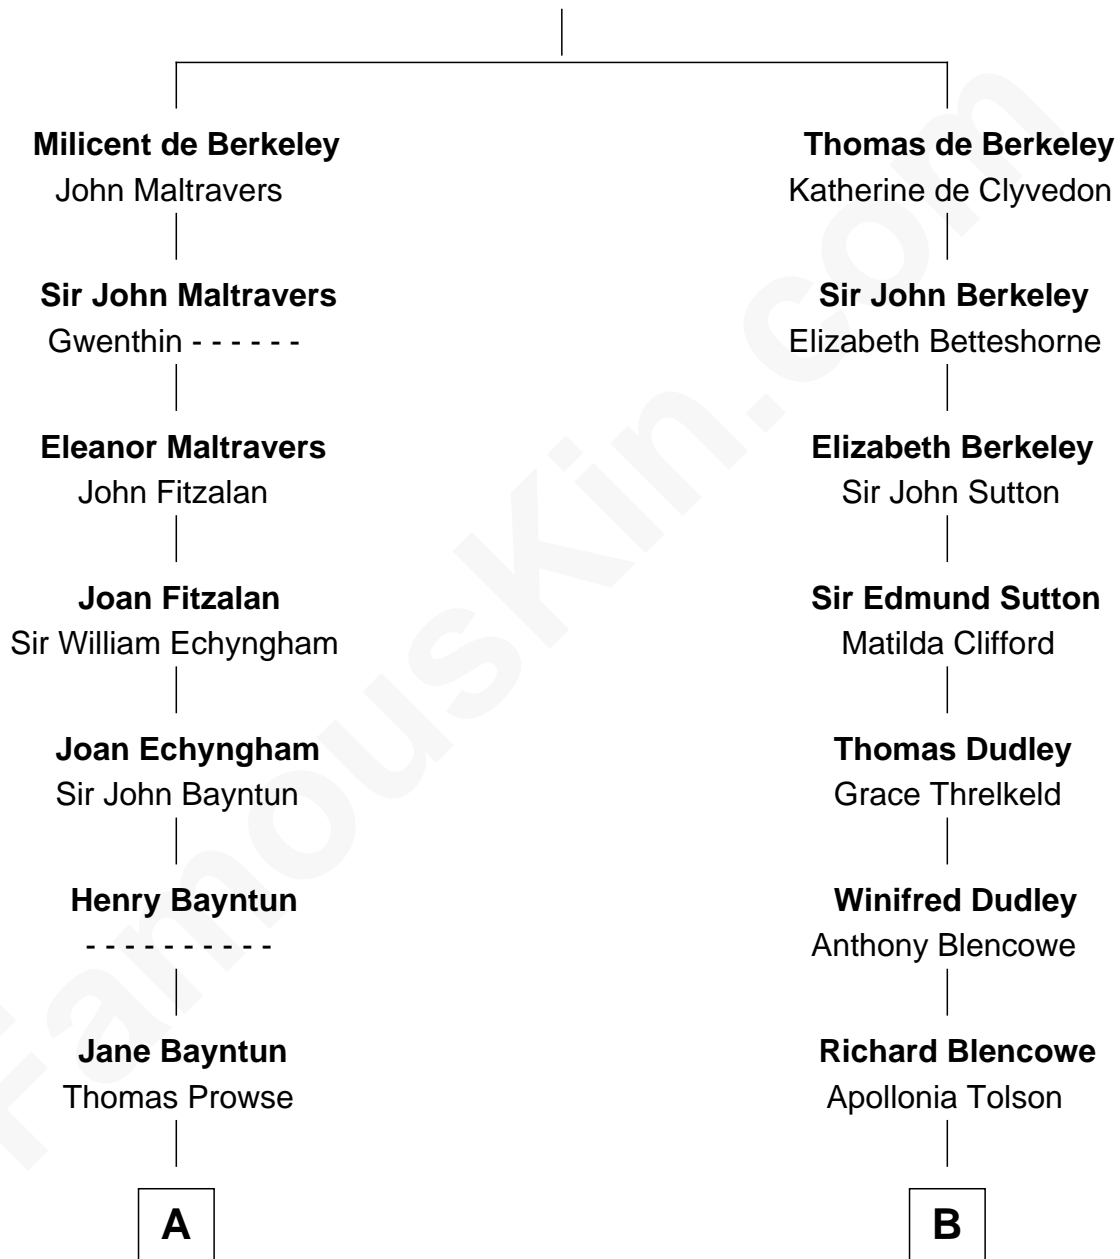 Milicent de Berkeley
John Maltravers
Thomas de Berkeley
Katherine de Clyvedon
Sir John Maltravers
Gwenthin - - - - - -
Sir John Berkeley
Elizabeth Betteshorne
Eleanor Maltravers
John Fitzalan
Elizabeth Berkeley
Sir John Sutton
Joan Fitzalan
Sir William Echyngham
Sir Edmund Sutton
Matilda Clifford
Joan Echyngham
Sir John Bayntun
Thomas Dudley
Grace Threlkeld
Henry Bayntun
- - - - - - - - - -
Winifred Dudley
Anthony Blencowe
Jane Bayntun
Thomas Prowse
Richard Blencowe
Apollonia Tolson
A
B
FamousKin.com